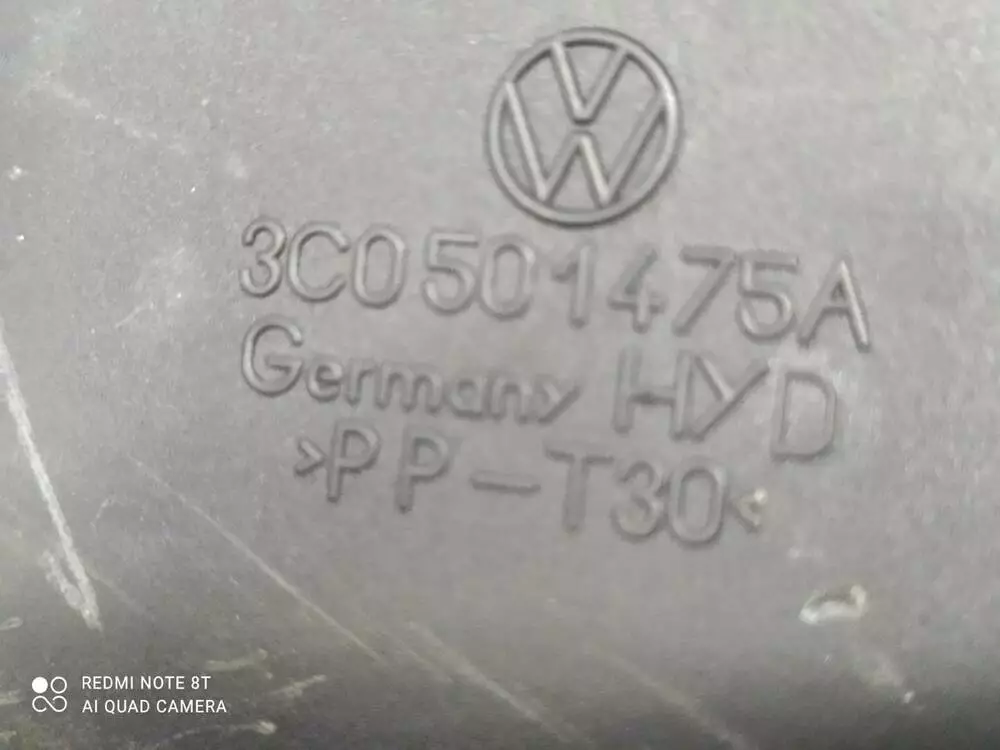 3C0501475A
Germany HYD
>PP-T30<
REDMI NOTE 8T
AI QUAD CAMERA